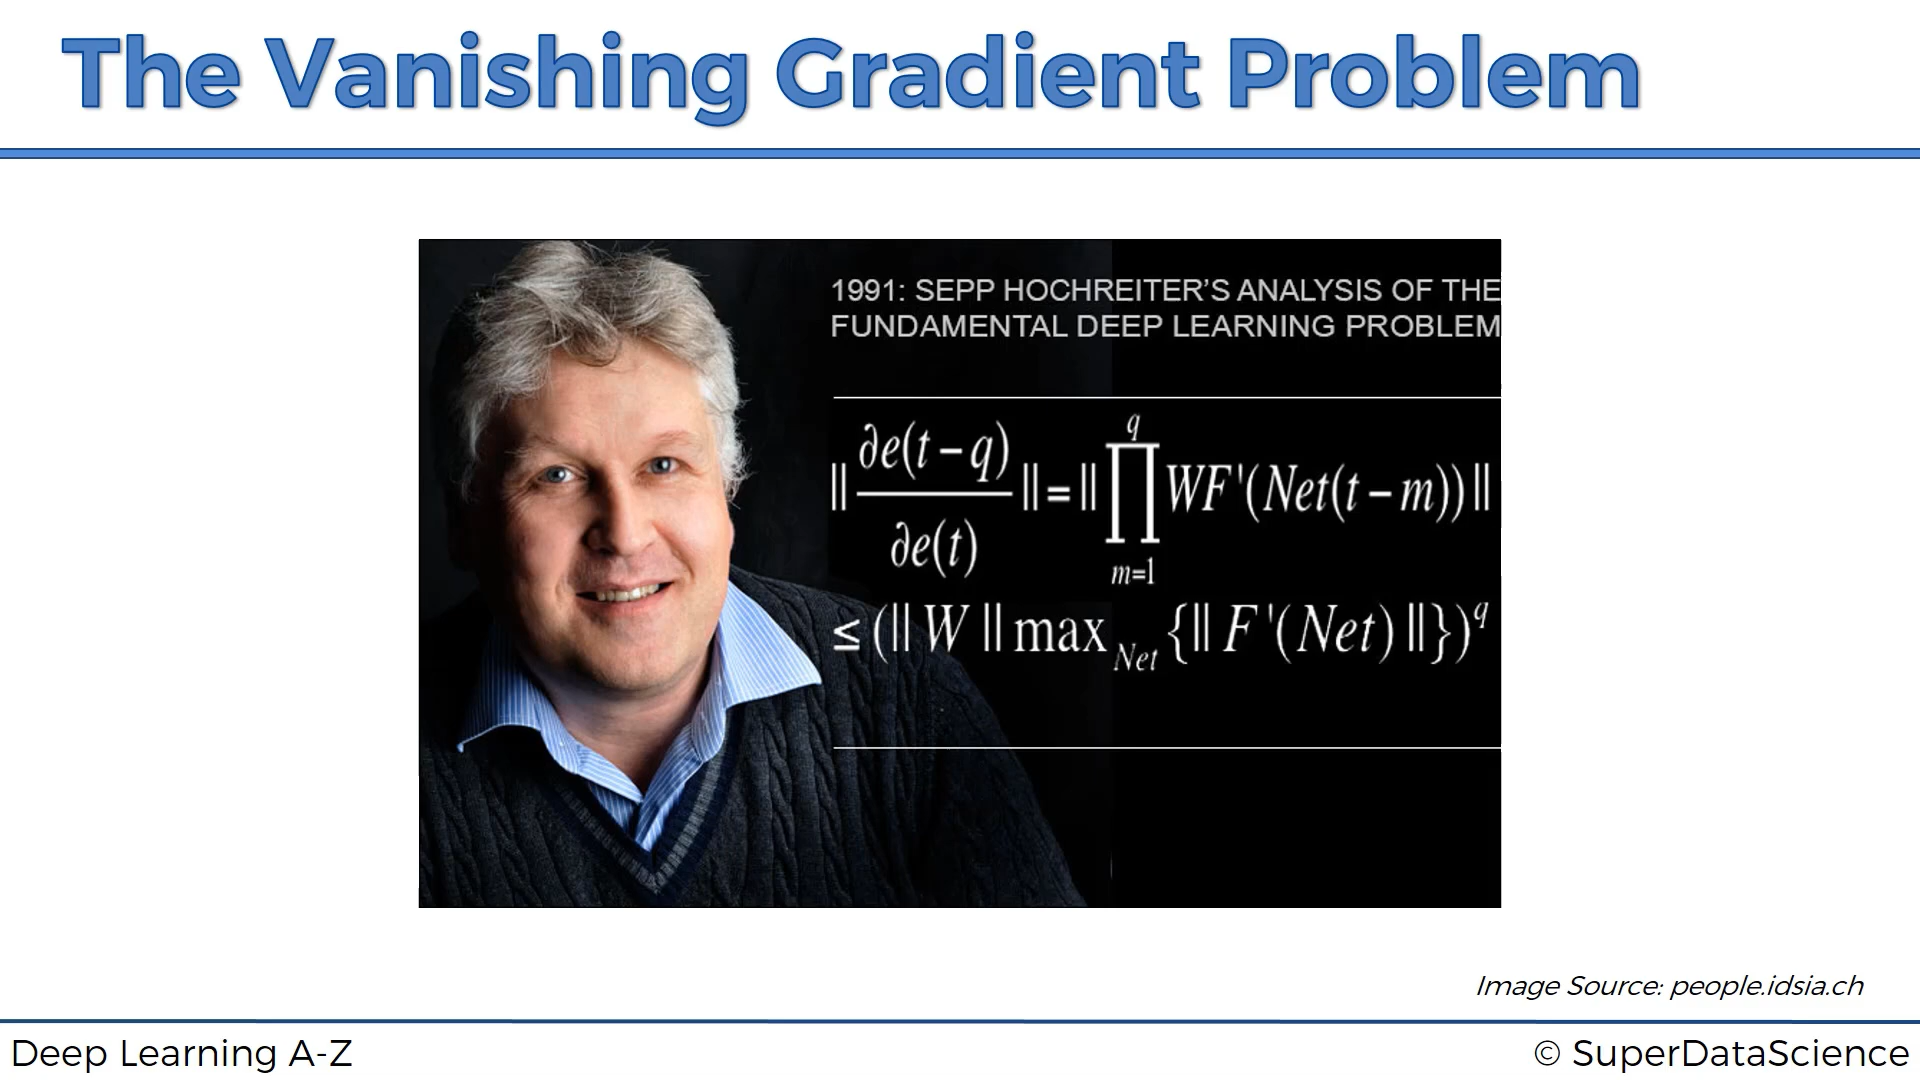 The Vanishing Gradient Problem
1991: SEPP HOCHREITER'S ANALYSIS OF THE
FUNDAMENTAL DEEP LEARNING PROBLEM
‖∂e(t−q)/∂e(t)‖=‖∏_{m=1}^{q} WF'(Net(t−m))‖
≤(‖W‖max_{Net}{‖F'(Net)‖})^q
Image Source: people.idsia.ch
Deep Learning A-Z
© SuperDataScience